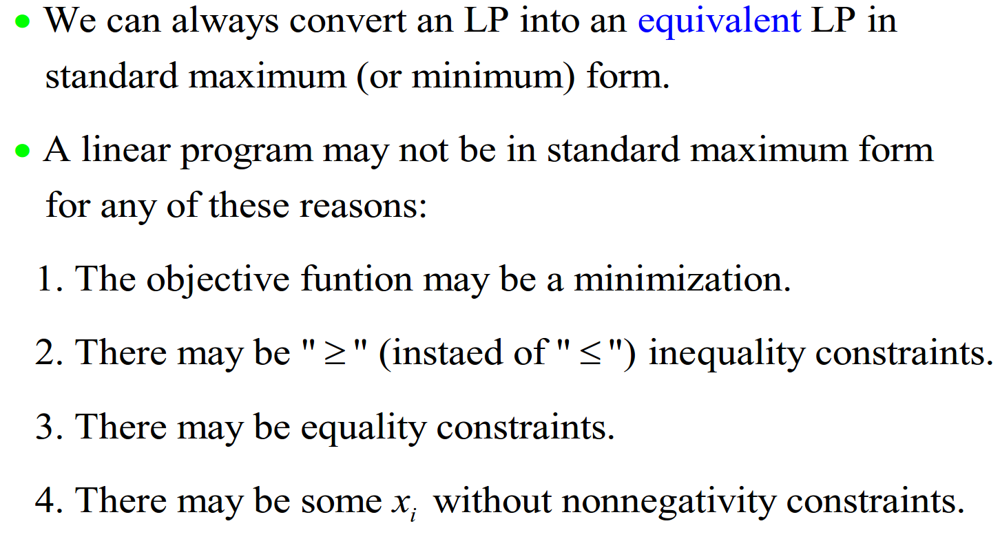 • We can always convert an LP into an equivalent LP in
standard maximum (or minimum) form.
• A linear program may not be in standard maximum form
for any of these reasons:
1. The objective funtion may be a minimization.
2. There may be " ≥ " (instaed of " ≤ ") inequality constraints.
3. There may be equality constraints.
4. There may be some xᵢ without nonnegativity constraints.